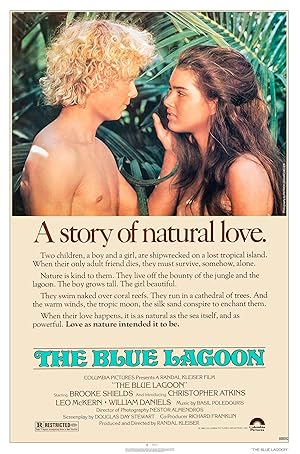 A story of natural love.
Two children, a boy and a girl, are shipwrecked on a lost tropical island.
When their only adult friend dies, they must survive, somehow, alone.
Nature is kind to them. They live off the bounty of the jungle and the
lagoon. The boy grows tall. The girl beautiful.
They swim naked over coral reefs. They run in a cathedral of trees. And
the warm winds, the tropic moon, the silk sand conspire to enchant them.
When their love happens, it is as natural as the sea itself, and as
powerful. Love as nature intended it to be.
THE BLUE LAGOON
COLUMBIA PICTURES Presents A RANDAL KLEISER FILM
"THE BLUE LAGOON"
Starring BROOKE SHIELDS And Introducing CHRISTOPHER ATKINS
LEO McKERN • WILLIAM DANIELS Music by BASIL POLEDOURIS
Director of Photography NESTOR ALMENDROS
Screenplay by DOUGLAS DAY STEWART Co-Producer RICHARD FRANKLIN
Produced and Directed by RANDAL KLEISER
R RESTRICTED
Columbia Pictures
"THE BLUE LAGOON"